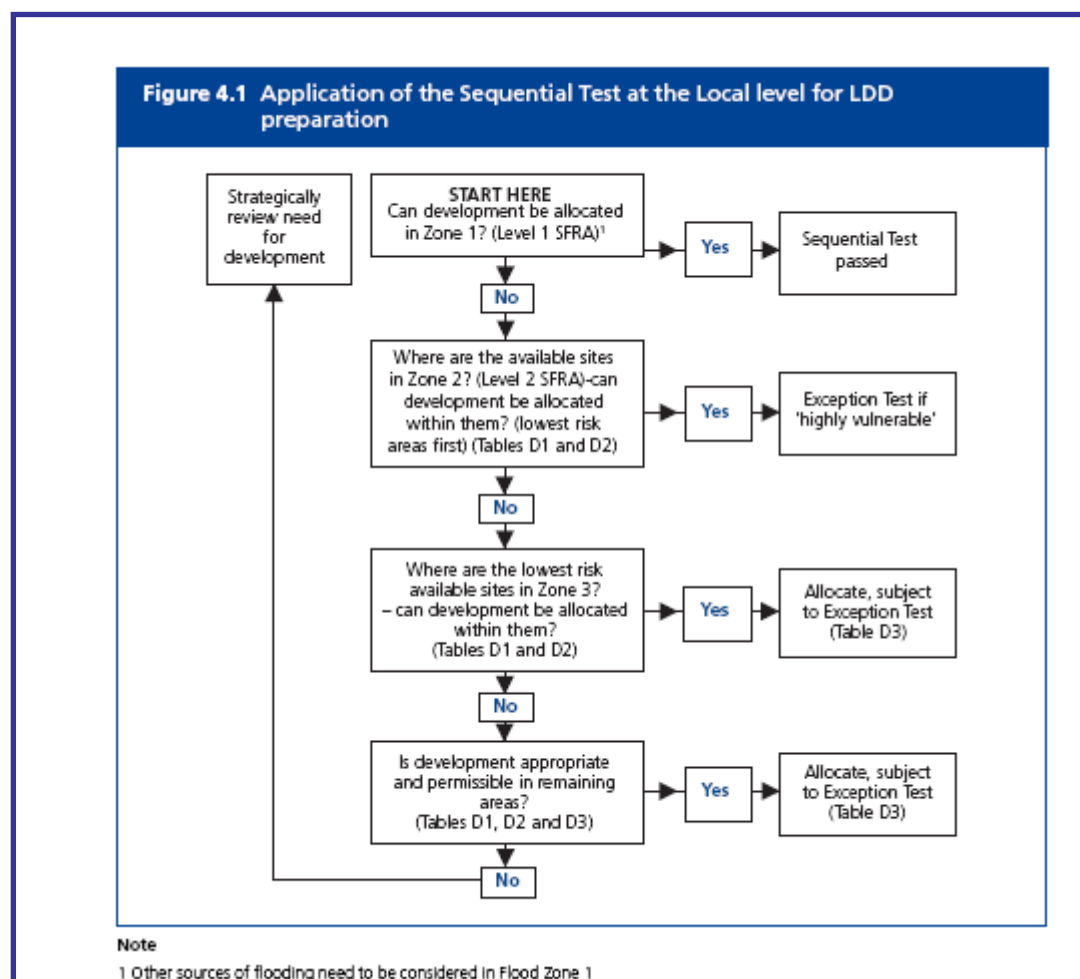 Figure 4.1 Application of the Sequential Test at the Local level for LDD
preparation
Strategically
review need
for
development
START HERE
Can development be allocated
in Zone 1? (Level 1 SFRA)¹
Yes
Sequential Test
passed
No
Where are the available sites
in Zone 2? (Level 2 SFRA)-can
development be allocated
within them? (lowest risk
areas first) (Tables D1 and D2)
Yes
Exception Test if
'highly vulnerable'
No
Where are the lowest risk
available sites in Zone 3?
– can development be allocated
within them?
(Tables D1 and D2)
Yes
Allocate, subject
to Exception Test
(Table D3)
No
Is development appropriate
and permissible in remaining
areas?
(Tables D1, D2 and D3)
Yes
Allocate, subject
to Exception Test
(Table D3)
No
Note
1 Other sources of flooding need to be considered in Flood Zone 1